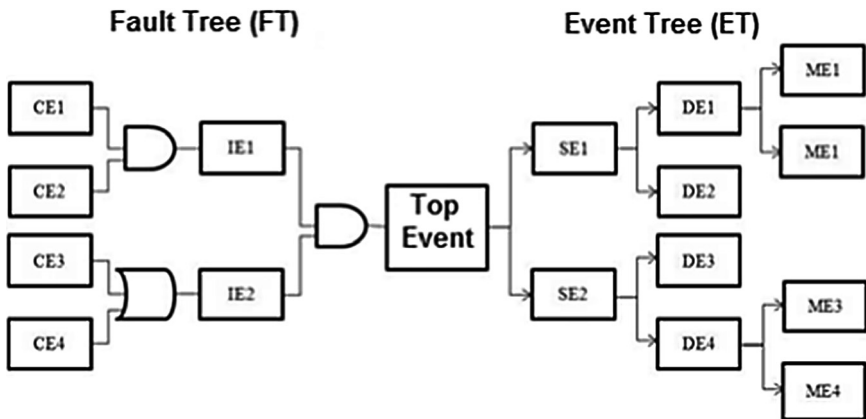 Fault Tree (FT)
Event Tree (ET)
CE1
CE2
CE3
CE4
IE1
IE2
Top
Event
SE1
SE2
DE1
DE2
DE3
DE4
ME1
ME1
ME3
ME4